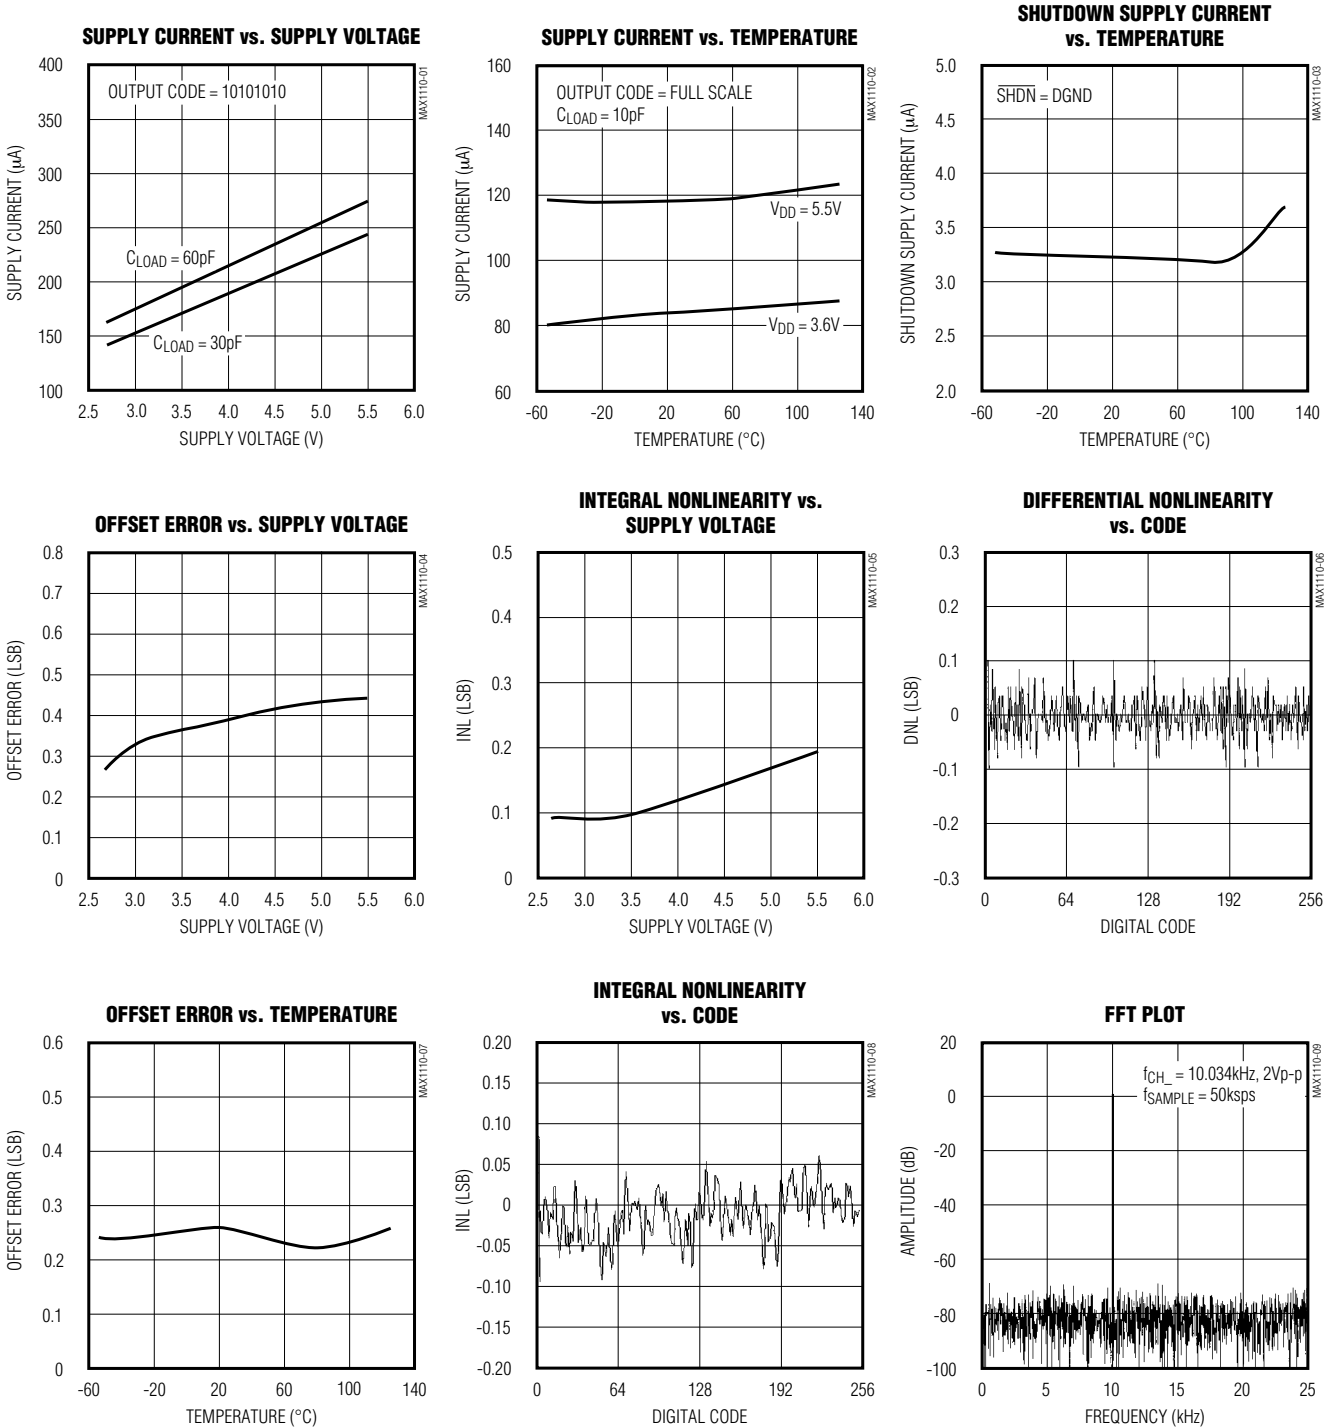 SUPPLY CURRENT vs. SUPPLY VOLTAGE
400
350
300
250
200
150
100
SUPPLY CURRENT (µA)
OUTPUT CODE = 10101010
CLOAD = 60pF
CLOAD = 30pF
MAX1110-01
2.5 3.0 3.5 4.0 4.5 5.0 5.5 6.0
SUPPLY VOLTAGE (V)
SUPPLY CURRENT vs. TEMPERATURE
160
140
120
100
80
60
SUPPLY CURRENT (µA)
OUTPUT CODE = FULL SCALE
CLOAD = 10pF
VDD = 5.5V
VDD = 3.6V
MAX1110-02
-60 -20 20 60 100 140
TEMPERATURE (°C)
SHUTDOWN SUPPLY CURRENT
vs. TEMPERATURE
5.0
4.5
4.0
3.5
3.0
2.5
2.0
SHUTDOWN SUPPLY CURRENT (µA)
SHDN = DGND
MAX1110-03
-60 -20 20 60 100 140
TEMPERATURE (°C)
OFFSET ERROR vs. SUPPLY VOLTAGE
0.8
0.7
0.6
0.5
0.4
0.3
0.2
0.1
0
OFFSET ERROR (LSB)
MAX1110-04
2.5 3.0 3.5 4.0 4.5 5.0 5.5 6.0
SUPPLY VOLTAGE (V)
INTEGRAL NONLINEARITY vs.
SUPPLY VOLTAGE
0.5
0.4
0.3
0.2
0.1
0
INL (LSB)
MAX1110-05
2.5 3.0 3.5 4.0 4.5 5.0 5.5 6.0
SUPPLY VOLTAGE (V)
DIFFERENTIAL NONLINEARITY
vs. CODE
0.3
0.2
0.1
0
-0.1
-0.2
-0.3
DNL (LSB)
MAX1110-06
0 64 128 192 256
DIGITAL CODE
OFFSET ERROR vs. TEMPERATURE
0.6
0.5
0.4
0.3
0.2
0.1
0
OFFSET ERROR (LSB)
MAX1110-07
-60 -20 20 60 100 140
TEMPERATURE (°C)
INTEGRAL NONLINEARITY
vs. CODE
0.20
0.15
0.10
0.05
0
-0.05
-0.10
-0.15
-0.20
INL (LSB)
MAX1110-08
0 64 128 192 256
DIGITAL CODE
FFT PLOT
20
0
-20
-40
-60
-80
-100
AMPLITUDE (dB)
fCH_ = 10.034kHz, 2Vp-p
fSAMPLE = 50ksps
MAX1110-09
0 5 10 15 20 25
FREQUENCY (kHz)